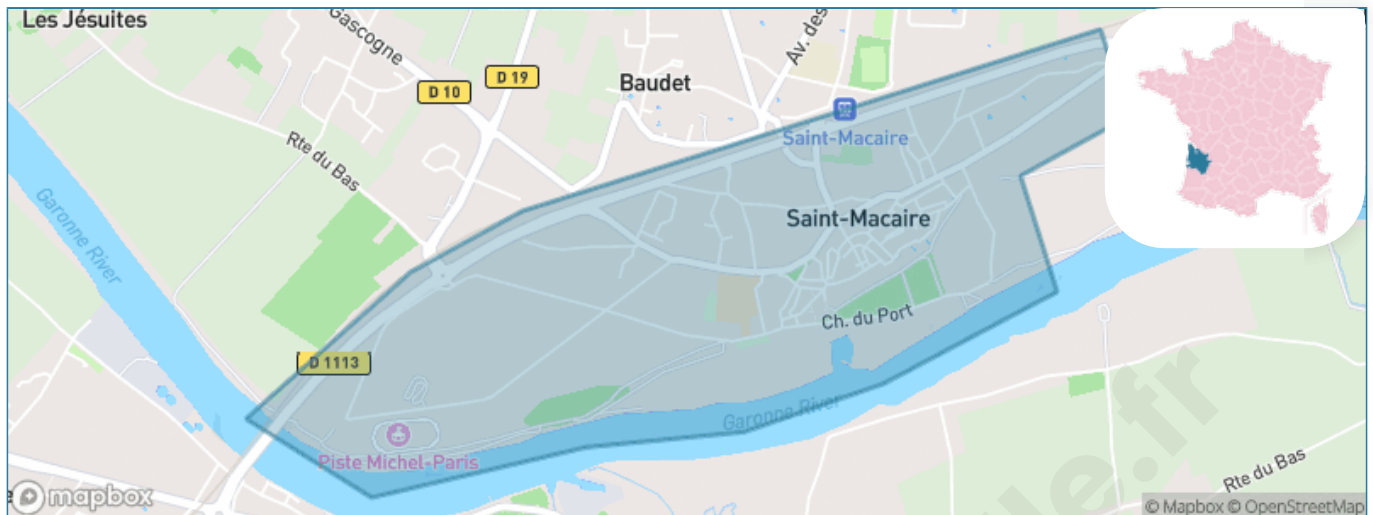 Les Jésuites
Gascogne
Av. des
D 19
Baudet
D 10
Saint-Macaire
Rte du Bas
Garonne River
Saint-Macaire
Ch. du Port
D 1113
Garonne River
Piste Michel-Paris
Rte du Bas
mapbox
© Mapbox © OpenStreetMap